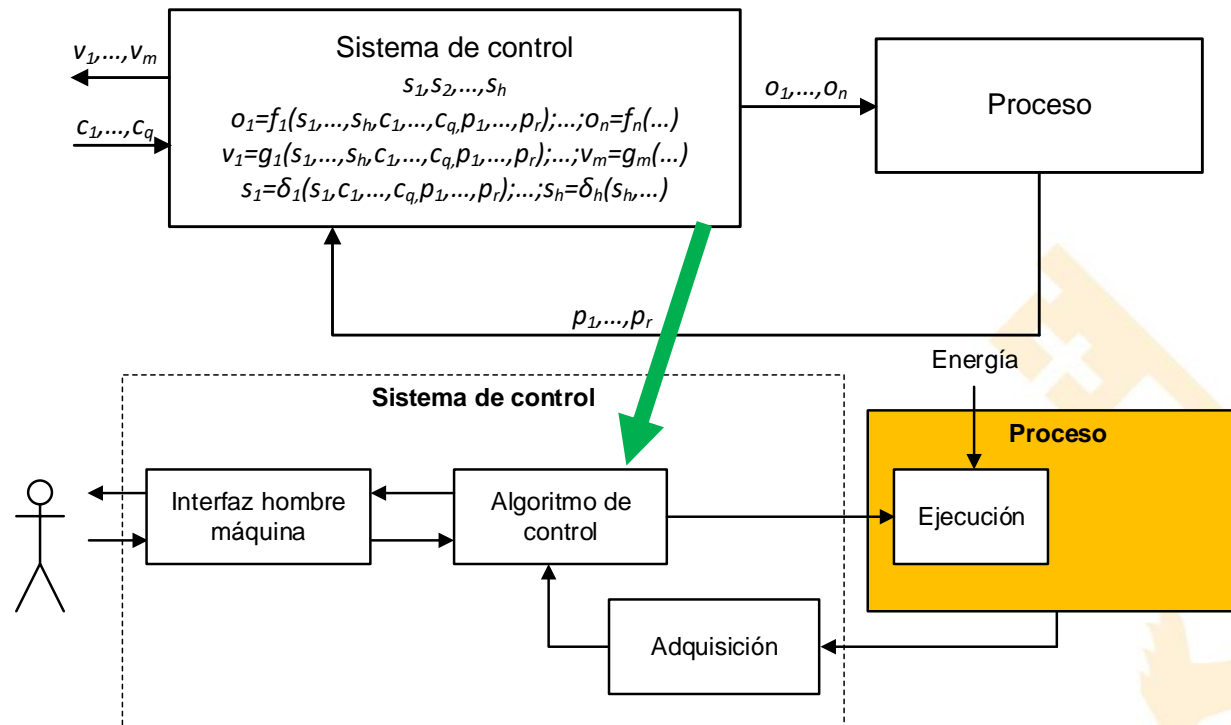 v1,...,vm
c1,...,cq
Sistema de control
s1,s2,...,sh
o1=f1(s1,...,sh,c1,...,cq,p1,...,pr);...;on=fn(...)
v1=g1(s1,...,sh,c1,...,cq,p1,...,pr);...;vm=gm(...)
s1=δ1(s1,c1,...,cq,p1,...,pr);...;sh=δh(sh,...)
o1,...,on
Proceso
p1,...,pr
Energía
Sistema de control
Proceso
Interfaz hombre
máquina
Algoritmo de
control
Ejecución
Adquisición